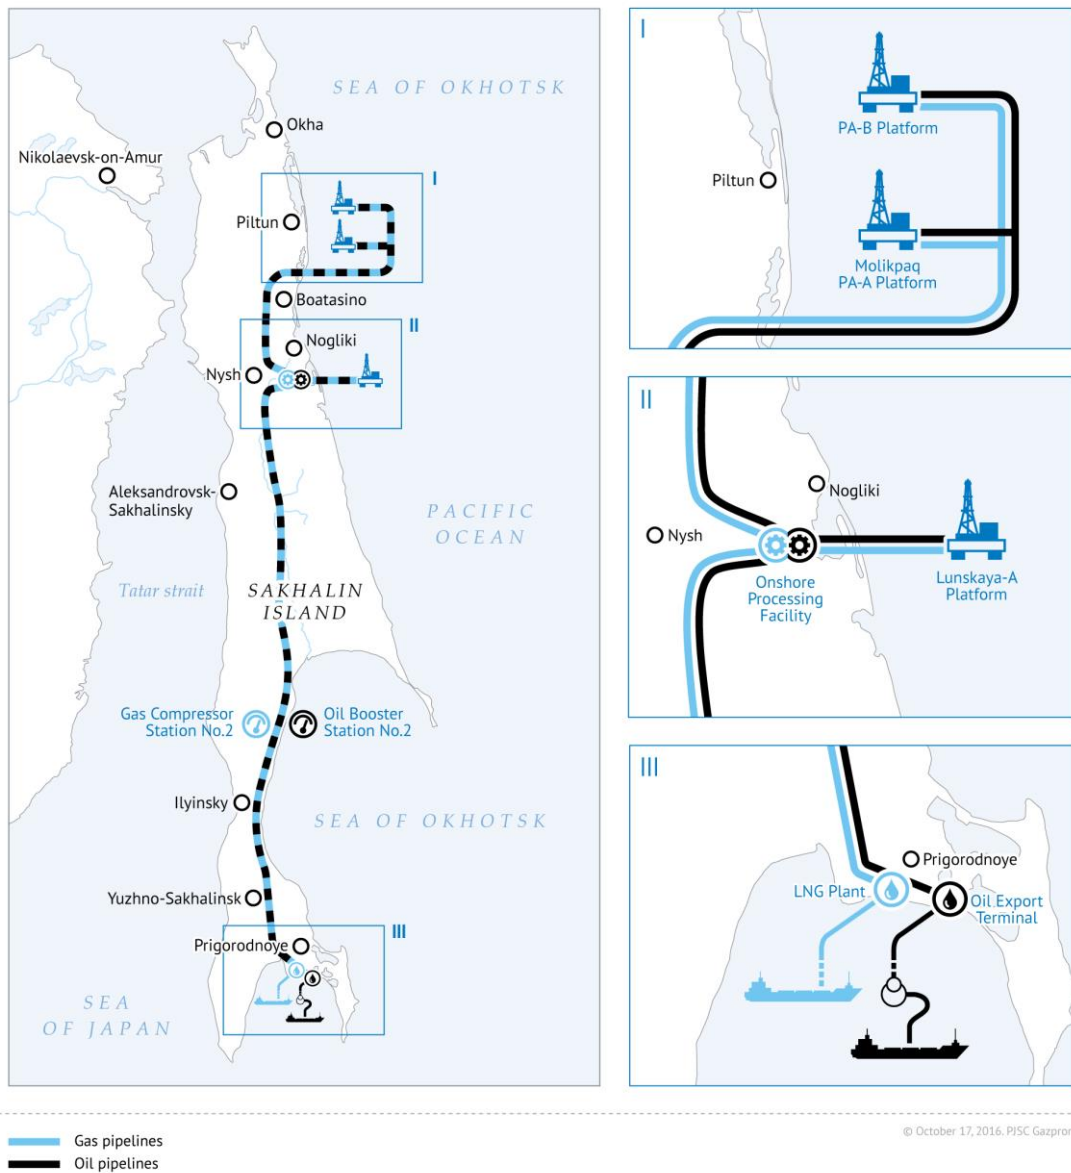 SEA OF OKHOTSK
Okha
Nikolaevsk-on-Amur
I
Piltun
Boatasino
II
Nogliki
Nysh
Aleksandrovsk-
Sakhalinsky
PACIFIC
OCEAN
Tatar strait
SAKHALIN
ISLAND
Gas Compressor
Station No.2
Oil Booster
Station No.2
Ilyinsky
SEA OF OKHOTSK
Yuzhno-Sakhalinsk
III
Prigorodnoye
SEA
OF JAPAN
I
PA-B Platform
Piltun
Molikpaq
PA-A Platform
II
Nogliki
Nysh
Onshore
Processing
Facility
Lunskaya-A
Platform
III
Prigorodnoye
LNG Plant
Oil Export
Terminal
© October 17, 2016. PJSC Gazprom
Gas pipelines
Oil pipelines